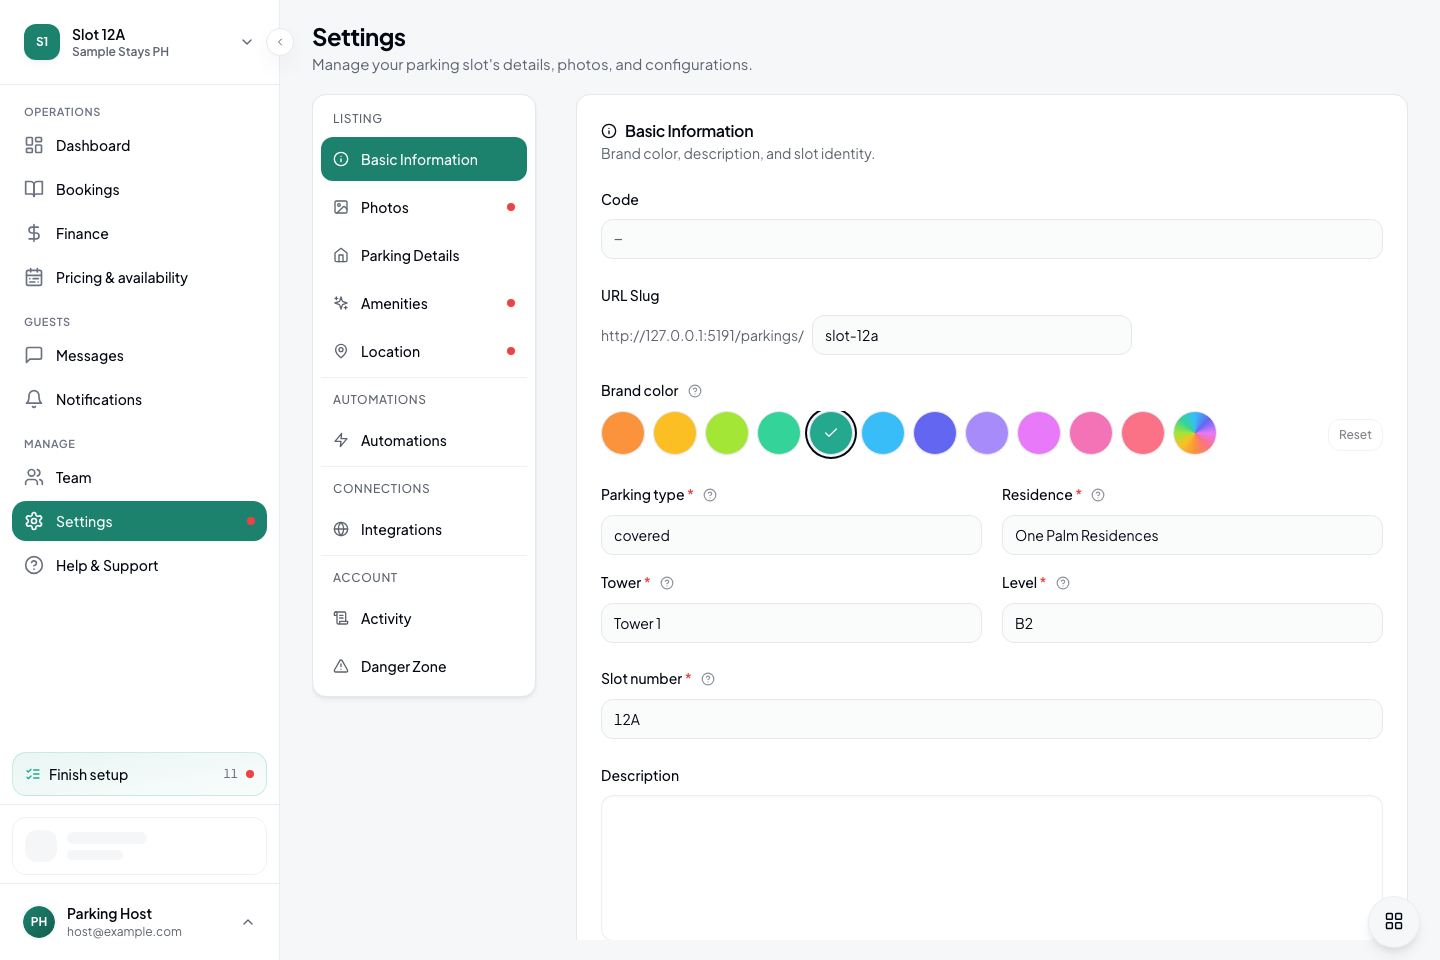 S1
Slot 12A
Sample Stays PH
OPERATIONS
Dashboard
Bookings
Finance
Pricing & availability
GUESTS
Messages
Notifications
MANAGE
Team
Settings
Help & Support
Finish setup 11
PH
Parking Host
host@example.com
Settings
Manage your parking slot's details, photos, and configurations.
LISTING
Basic Information
Photos
Parking Details
Amenities
Location
AUTOMATIONS
Automations
CONNECTIONS
Integrations
ACCOUNT
Activity
Danger Zone
Basic Information
Brand color, description, and slot identity.
Code
—
URL Slug
http://127.0.0.1:5191/parkings/ slot-12a
Brand color
Reset
Parking type * Residence *
covered One Palm Residences
Tower * Level *
Tower 1 B2
Slot number *
12A
Description